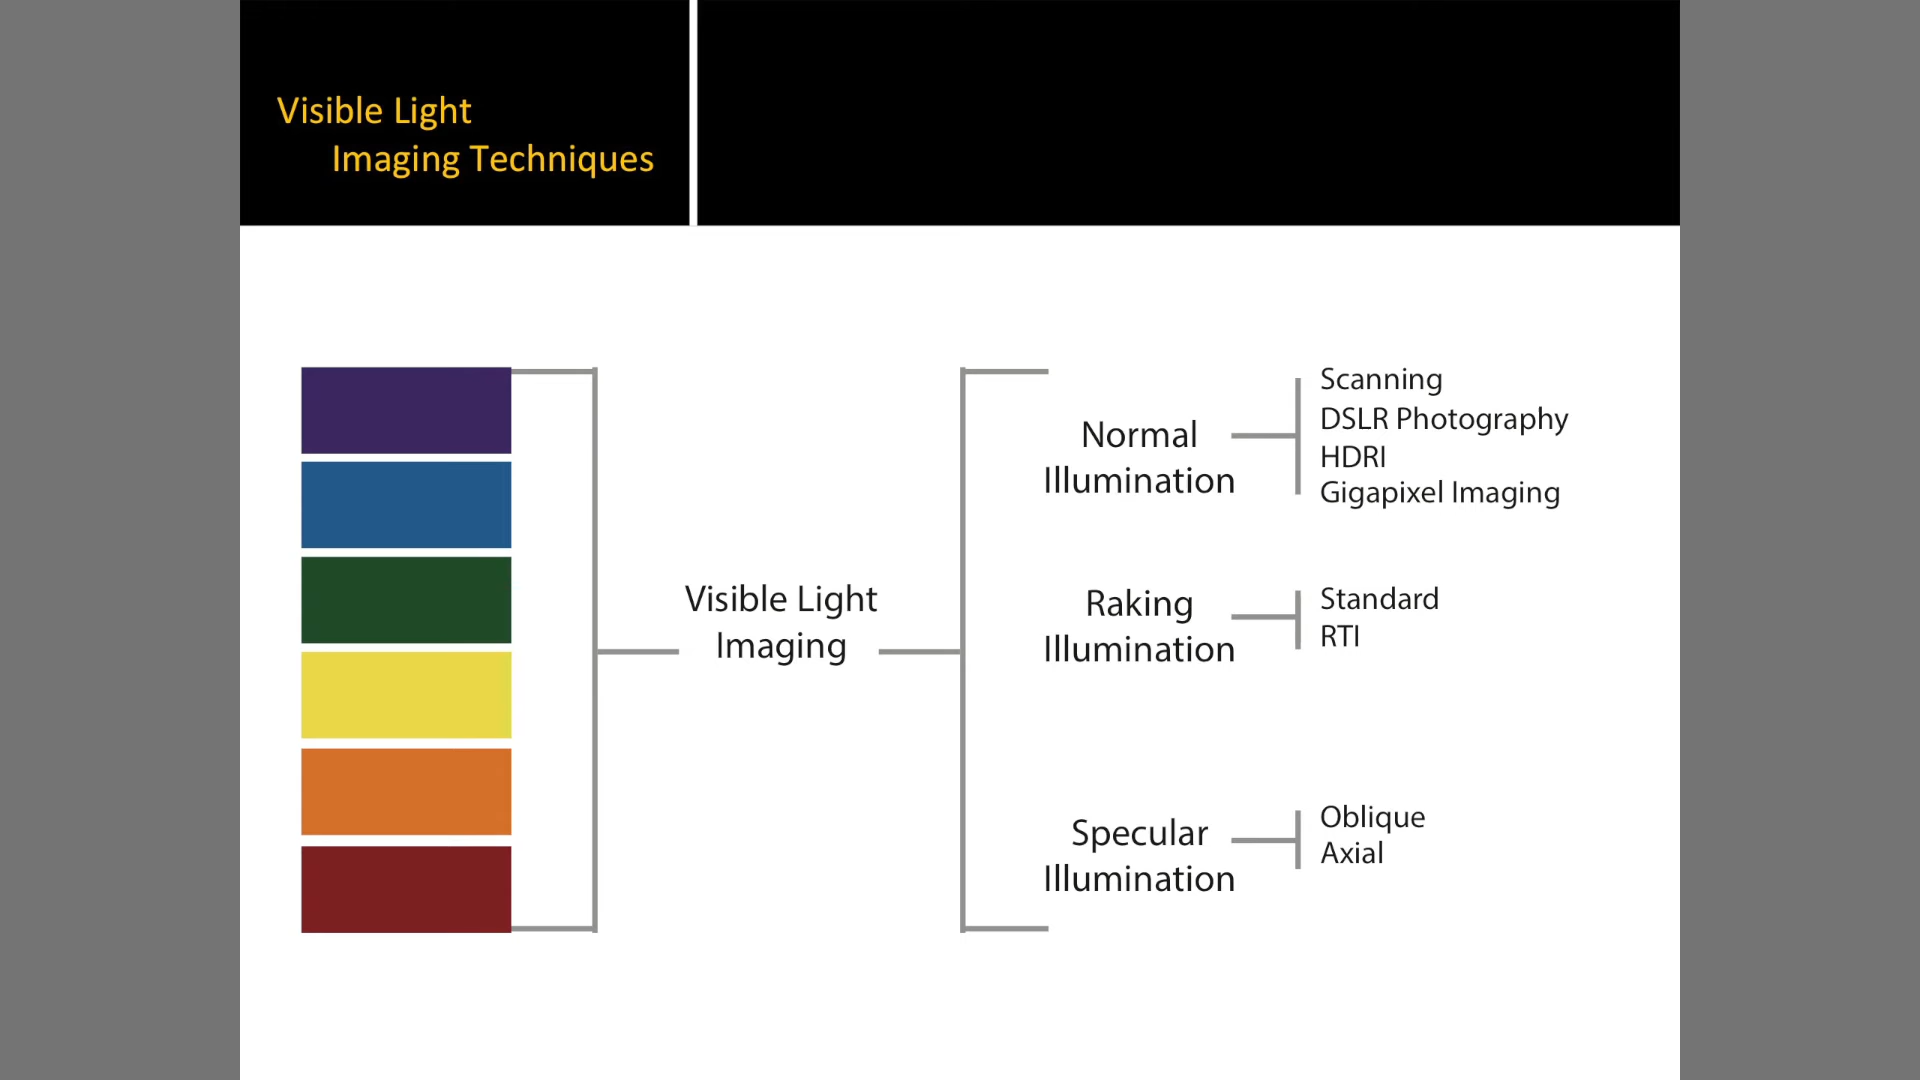 Visible Light
Imaging Techniques
Visible Light
Imaging
Normal
Illumination
Scanning
DSLR Photography
HDRI
Gigapixel Imaging
Raking
Illumination
Standard
RTI
Specular
Illumination
Oblique
Axial